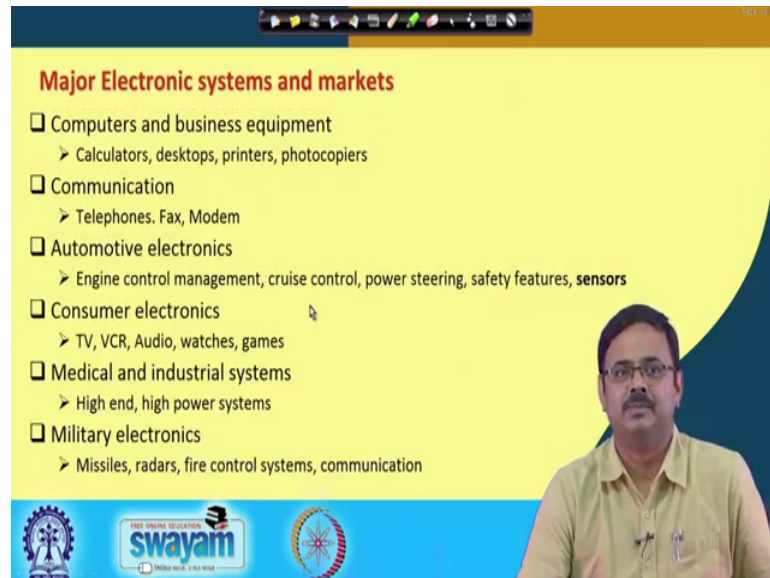 Major Electronic systems and markets
Computers and business equipment
Calculators, desktops, printers, photocopiers
Communication
Telephones. Fax, Modem
Automotive electronics
Engine control management, cruise control, power steering, safety features, sensors
Consumer electronics
TV, VCR, Audio, watches, games
Medical and industrial systems
High end, high power systems
Military electronics
Missiles, radars, fire control systems, communication
FREE ONLINE EDUCATION
swayam